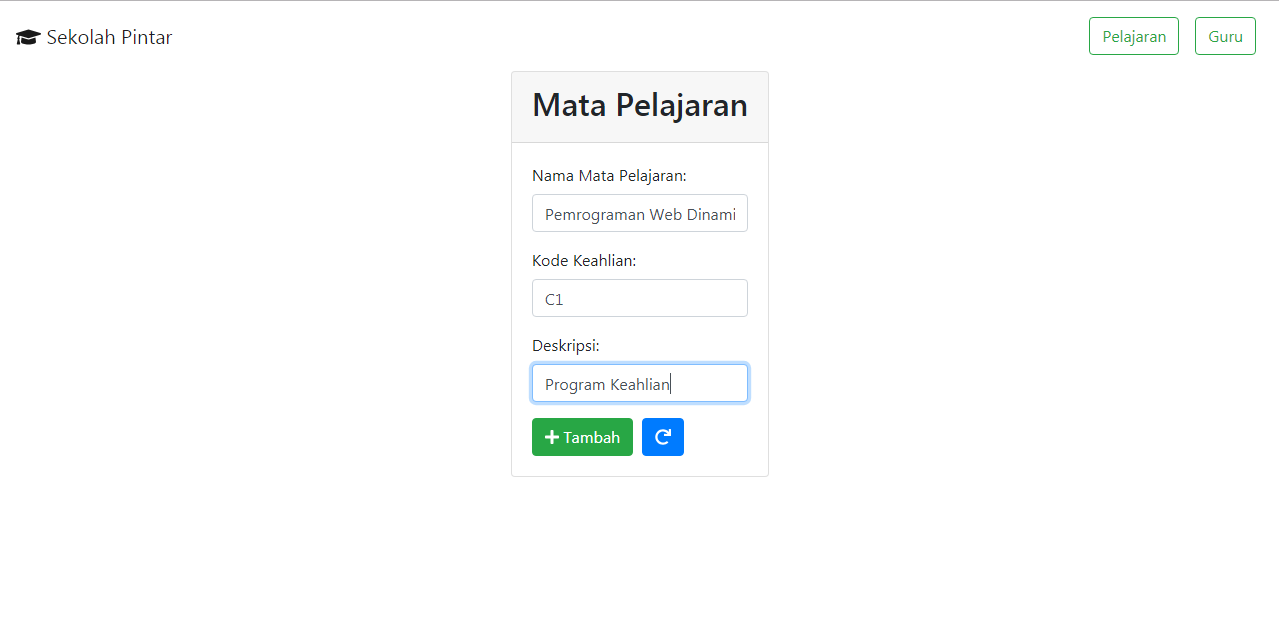 Sekolah Pintar
Pelajaran
Guru
Mata Pelajaran
Nama Mata Pelajaran:
Pemrograman Web Dinami
Kode Keahlian:
C1
Deskripsi:
Program Keahlian
Tambah